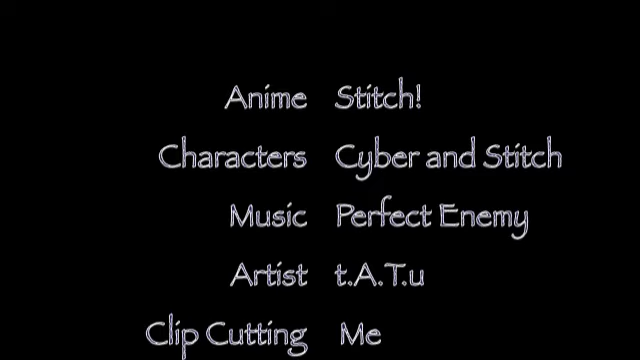 Anime Stitch!
Characters Cyber and Stitch
Music Perfect Enemy
Artist t.A.T.u
Clip Cutting Me